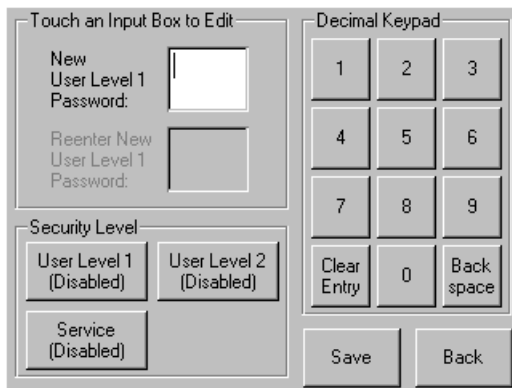 Touch an Input Box to Edit
New
User Level 1
Password:
Reenter New
User Level 1
Password:
Security Level
User Level 1
(Disabled)
User Level 2
(Disabled)
Service
(Disabled)
Decimal Keypad
1
2
3
4
5
6
7
8
9
Clear
Entry
0
Back
space
Save
Back